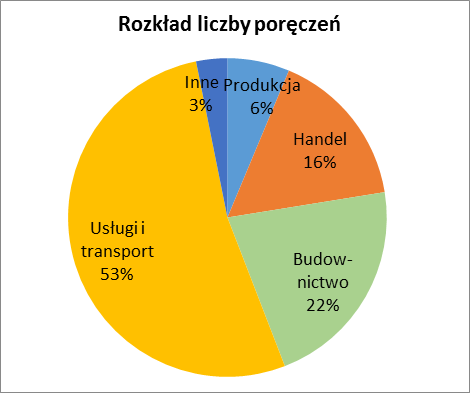 Rozkład liczby poręczeń
Inne
3%
Produkcja
6%
Handel
16%
Budow-
nictwo
22%
Usługi i
transport
53%